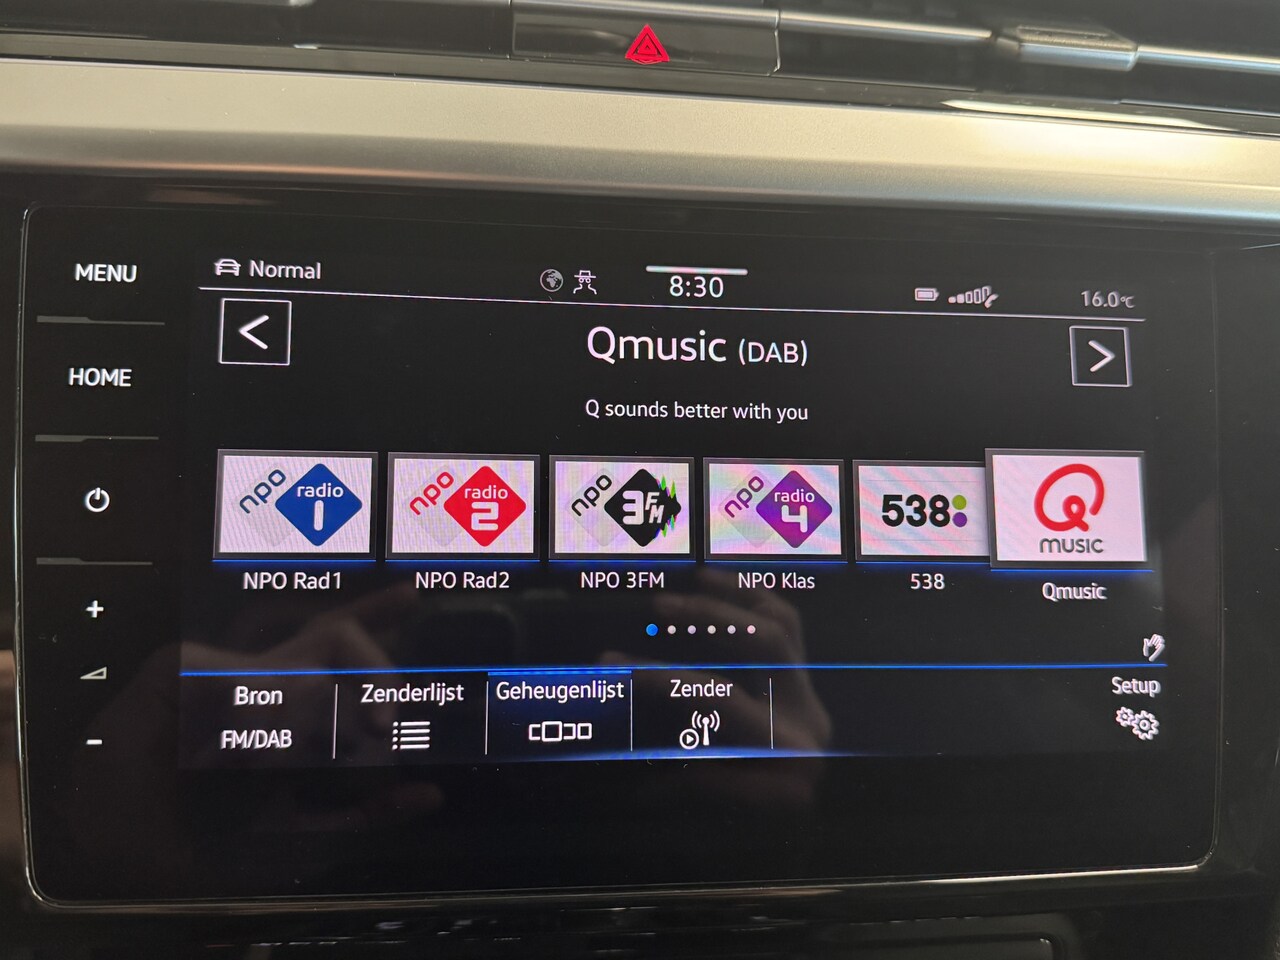 MENU
HOME
Normal
8:30
16.0°C
Qmusic (DAB)
Q sounds better with you
npo radio 1
npo radio 2
npo 3FM
npo radio 4
538
Q MUSIC
NPO Rad1
NPO Rad2
NPO 3FM
NPO Klas
538
Qmusic
Bron
FM/DAB
Zenderlijst
Geheugenlijst
Zender
Setup